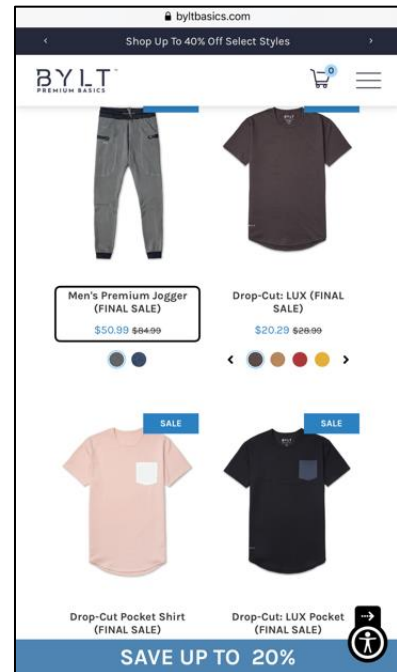 byltbasics.com
Shop Up To 40% Off Select Styles
BYLT
PREMIUM BASICS
0
Men's Premium Jogger
(FINAL SALE)
$50.99 $84.99
Drop-Cut: LUX (FINAL
SALE)
$20.29 $28.99
SALE
SALE
Drop-Cut Pocket Shirt
(FINAL SALE)
Drop-Cut: LUX Pocket
(FINAL SALE)
SAVE UP TO 20%